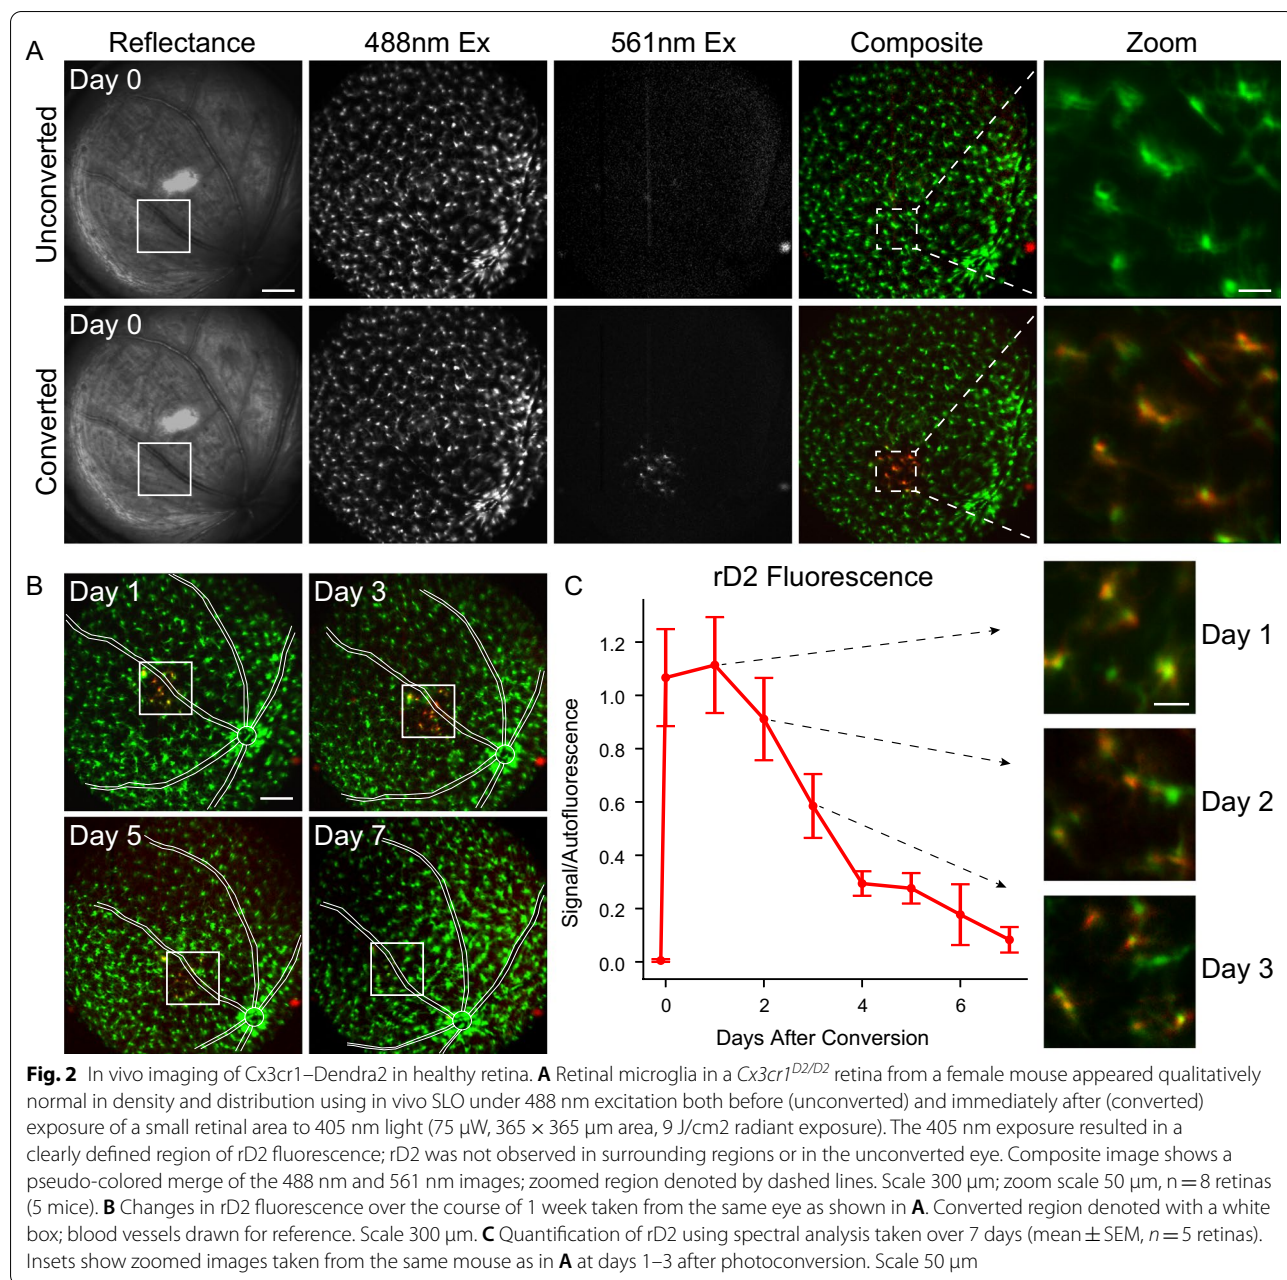 A
Reflectance
488nm Ex
561nm Ex
Composite
Zoom
Unconverted
Day 0
Converted
Day 0
B
Day 1
Day 3
Day 5
Day 7
C
rD2 Fluorescence
Signal/Autofluorescence
1.2
1.0
0.8
0.6
0.4
0.2
0.0
0
2
4
6
Days After Conversion
Day 1
Day 2
Day 3
Fig. 2 In vivo imaging of Cx3cr1–Dendra2 in healthy retina. A Retinal microglia in a Cx3cr1^D2/D2 retina from a female mouse appeared qualitatively
normal in density and distribution using in vivo SLO under 488 nm excitation both before (unconverted) and immediately after (converted)
exposure of a small retinal area to 405 nm light (75 μW, 365 × 365 μm area, 9 J/cm2 radiant exposure). The 405 nm exposure resulted in a
clearly defined region of rD2 fluorescence; rD2 was not observed in surrounding regions or in the unconverted eye. Composite image shows a
pseudo-colored merge of the 488 nm and 561 nm images; zoomed region denoted by dashed lines. Scale 300 μm; zoom scale 50 μm, n = 8 retinas
(5 mice). B Changes in rD2 fluorescence over the course of 1 week taken from the same eye as shown in A. Converted region denoted with a white
box; blood vessels drawn for reference. Scale 300 μm. C Quantification of rD2 using spectral analysis taken over 7 days (mean ± SEM, n = 5 retinas).
Insets show zoomed images taken from the same mouse as in A at days 1–3 after photoconversion. Scale 50 μm